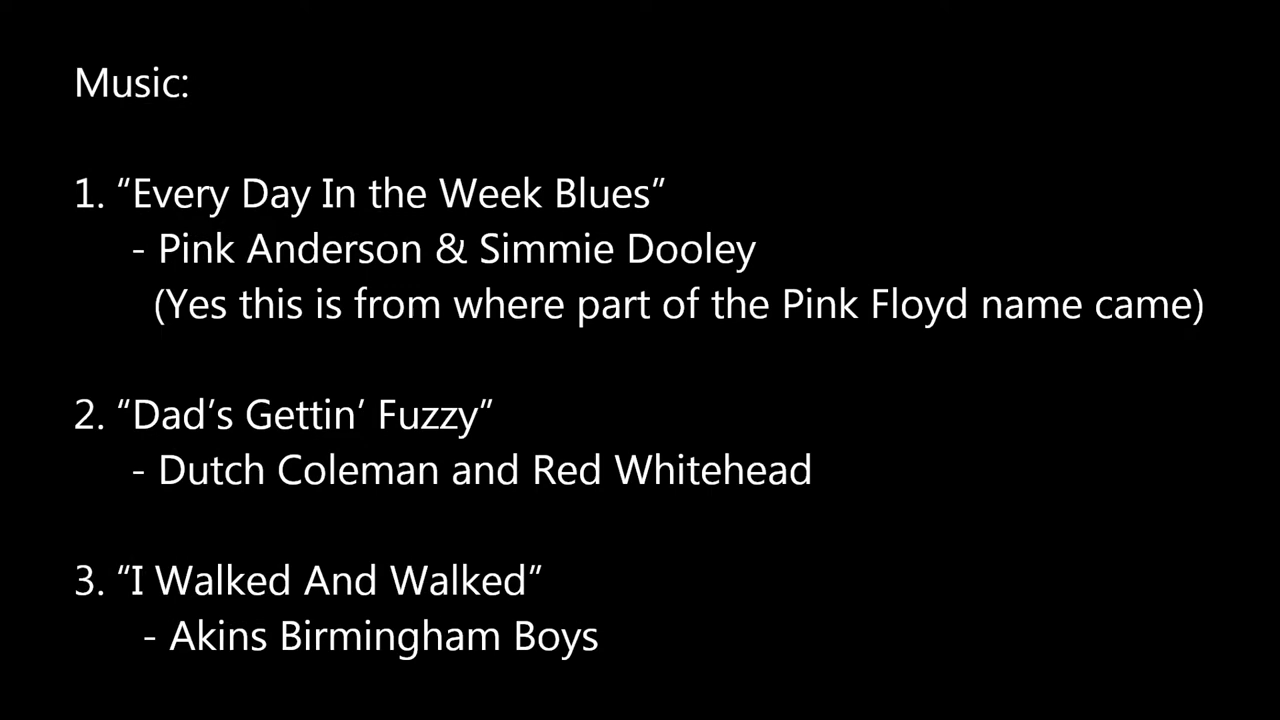 Music:
1. “Every Day In the Week Blues”
- Pink Anderson & Simmie Dooley
(Yes this is from where part of the Pink Floyd name came)
2. “Dad’s Gettin’ Fuzzy”
- Dutch Coleman and Red Whitehead
3. “I Walked And Walked”
- Akins Birmingham Boys